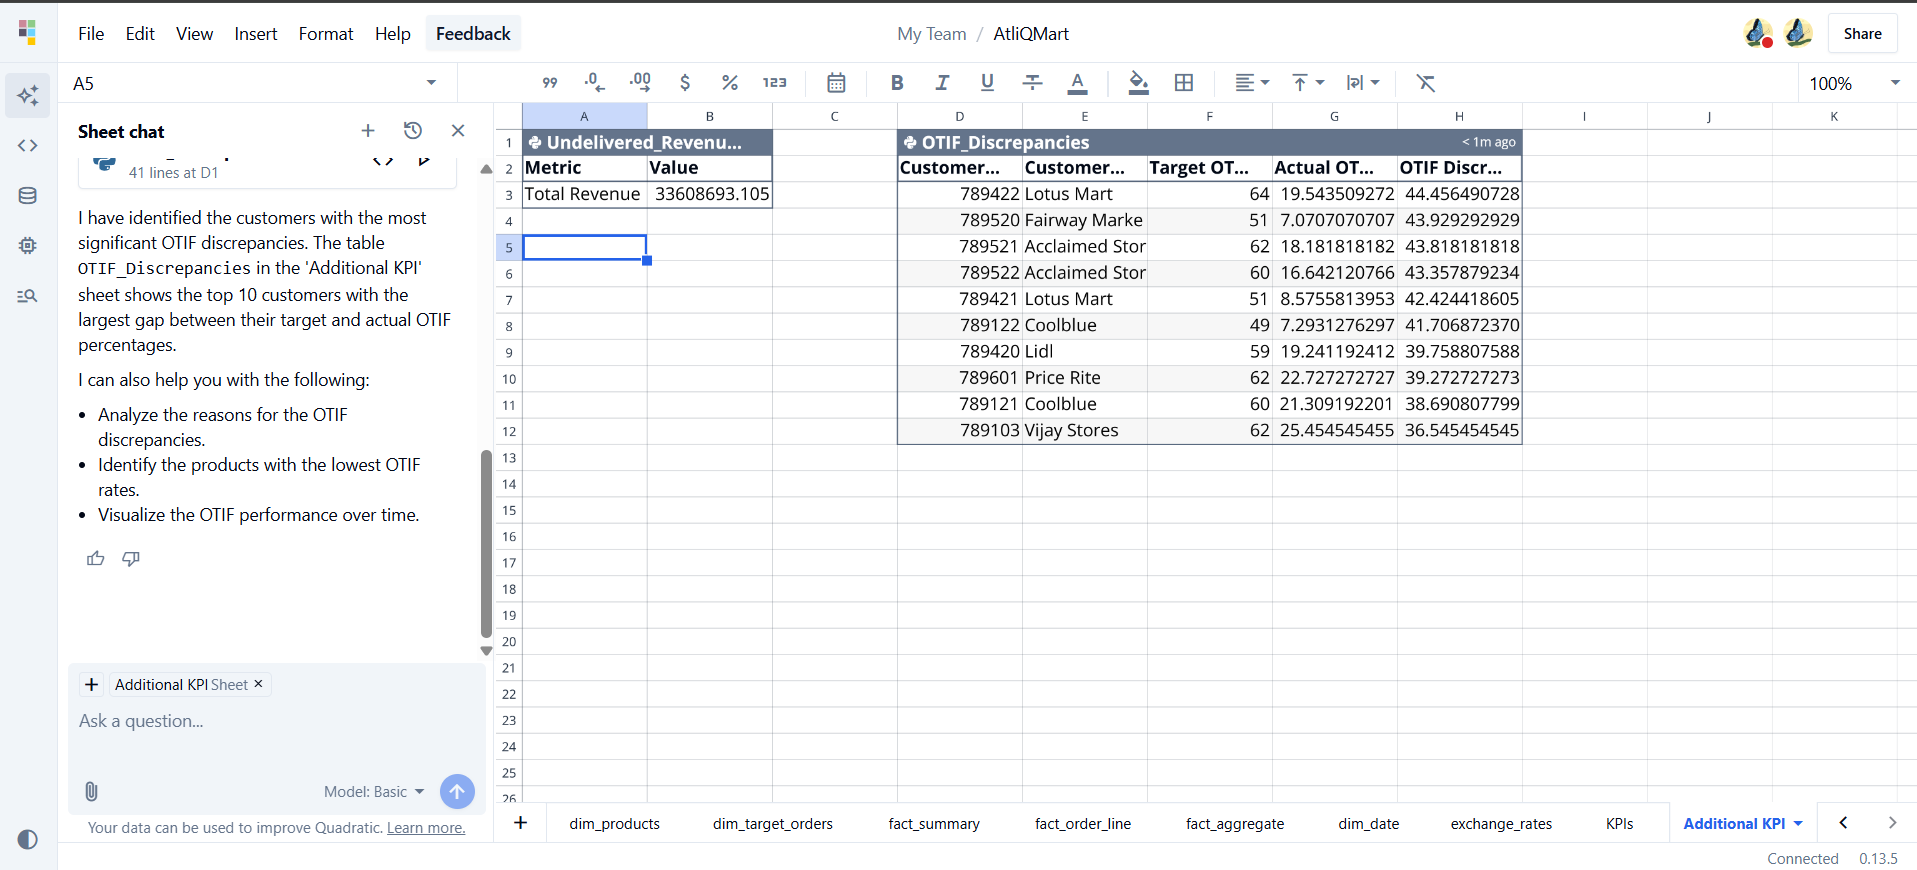 File Edit View Insert Format Help Feedback
My Team / AtliQMart
Share
A5
99 .0 .00 $ % 123 B I U A
100%
Sheet chat
41 lines at D1
I have identified the customers with the most
significant OTIF discrepancies. The table
OTIF_Discrepancies in the 'Additional KPI'
sheet shows the top 10 customers with the
largest gap between their target and actual OTIF
percentages.
I can also help you with the following:
• Analyze the reasons for the OTIF
discrepancies.
• Identify the products with the lowest OTIF
rates.
• Visualize the OTIF performance over time.
+ Additional KPI Sheet ×
Ask a question...
Model: Basic
Your data can be used to improve Quadratic. Learn more.
A B C D E F G H I J K
1 Undelivered_Revenu... OTIF_Discrepancies < 1m ago
2 Metric Value Customer... Customer... Target OT... Actual OT... OTIF Discr...
3 Total Revenue 33608693.105 789422 Lotus Mart 64 19.543509272 44.456490728
4 789520 Fairway Marke 51 7.0707070707 43.929292929
5 789521 Acclaimed Stor 62 18.181818182 43.818181818
6 789522 Acclaimed Stor 60 16.642120766 43.357879234
7 789421 Lotus Mart 51 8.5755813953 42.424418605
8 789122 Coolblue 49 7.2931276297 41.706872370
9 789420 Lidl 59 19.241192412 39.758807588
10 789601 Price Rite 62 22.727272727 39.272727273
11 789121 Coolblue 60 21.309192201 38.690807799
12 789103 Vijay Stores 62 25.454545455 36.545454545
13
14
15
16
17
18
19
20
21
22
23
24
25
26
+ dim_products dim_target_orders fact_summary fact_order_line fact_aggregate dim_date exchange_rates KPIs Additional KPI
Connected 0.13.5